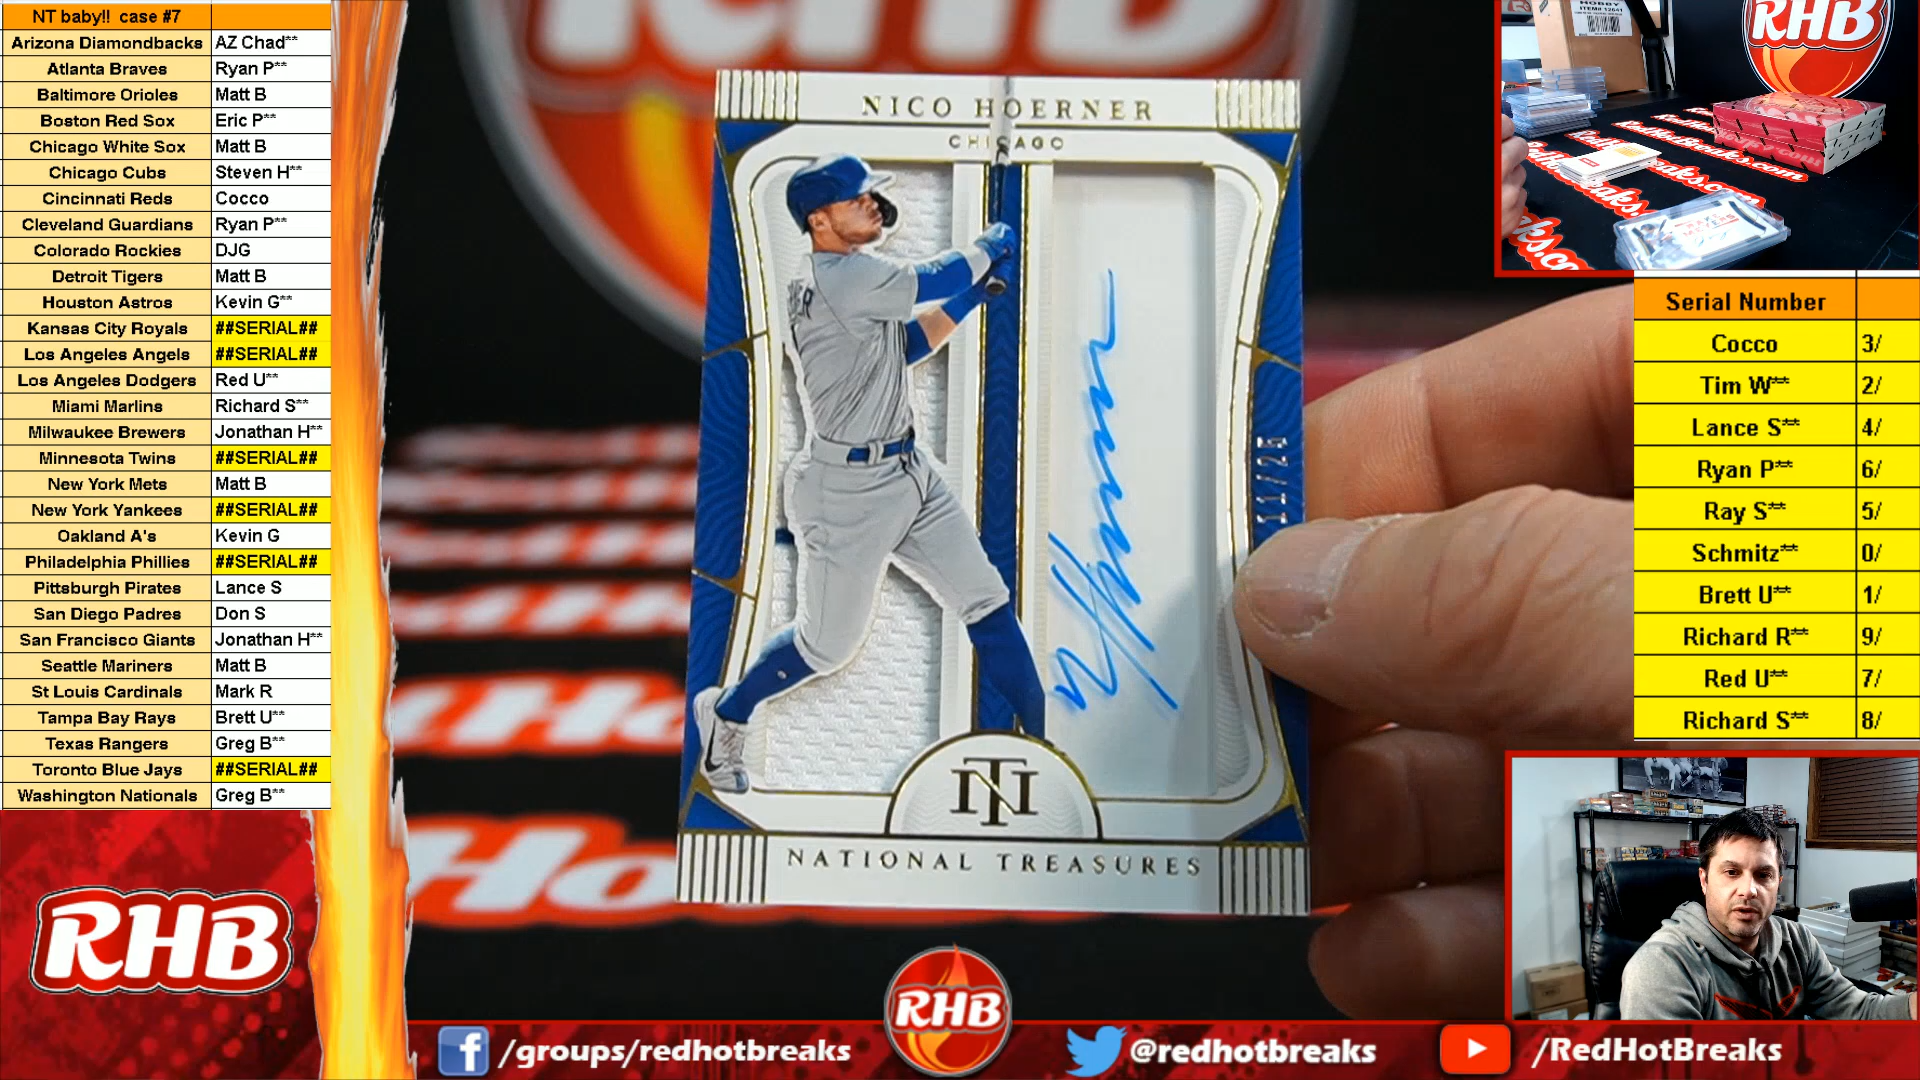 NT baby!! case #7
Arizona Diamondbacks AZ Chad**
Atlanta Braves Ryan P**
Baltimore Orioles Matt B
Boston Red Sox Eric P**
Chicago White Sox Matt B
Chicago Cubs Steven H**
Cincinnati Reds Cocco
Cleveland Guardians Ryan P**
Colorado Rockies DJG
Detroit Tigers Matt B
Houston Astros Kevin G**
Kansas City Royals ##SERIAL##
Los Angeles Angels ##SERIAL##
Los Angeles Dodgers Red U**
Miami Marlins Richard S**
Milwaukee Brewers Jonathan H**
Minnesota Twins ##SERIAL##
New York Mets Matt B
New York Yankees ##SERIAL##
Oakland A's Kevin G
Philadelphia Phillies ##SERIAL##
Pittsburgh Pirates Lance S
San Diego Padres Don S
San Francisco Giants Jonathan H**
Seattle Mariners Matt B
St Louis Cardinals Mark R
Tampa Bay Rays Brett U**
Texas Rangers Greg B**
Toronto Blue Jays ##SERIAL##
Washington Nationals Greg B**
RHB
RHB
NICO HOERNER
CHICAGO
11/25
NATIONAL TREASURES
RHB
RedHotBreaks.com
Serial Number
Cocco 3/
Tim W** 2/
Lance S** 4/
Ryan P** 6/
Ray S** 5/
Schmitz** 0/
Brett U** 1/
Richard R** 9/
Red U** 7/
Richard S** 8/
RHB
/groups/redhotbreaks
@redhotbreaks
/RedHotBreaks